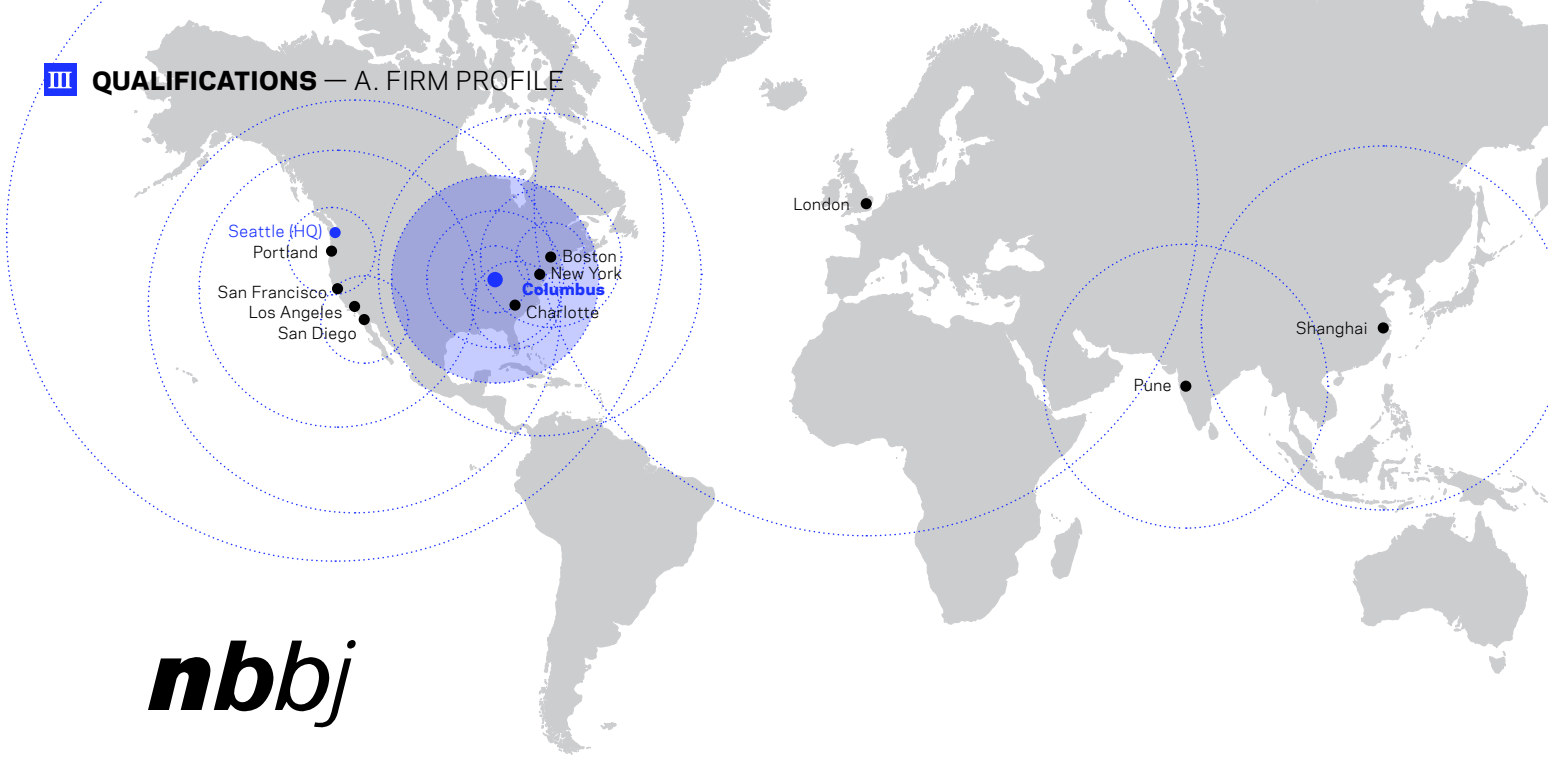 III QUALIFICATIONS — A. FIRM PROFILE
London
Seattle (HQ)
Portland
Boston
New York
Columbus
San Francisco
Los Angeles
Charlotte
San Diego
Shanghai
Pune
nbbj